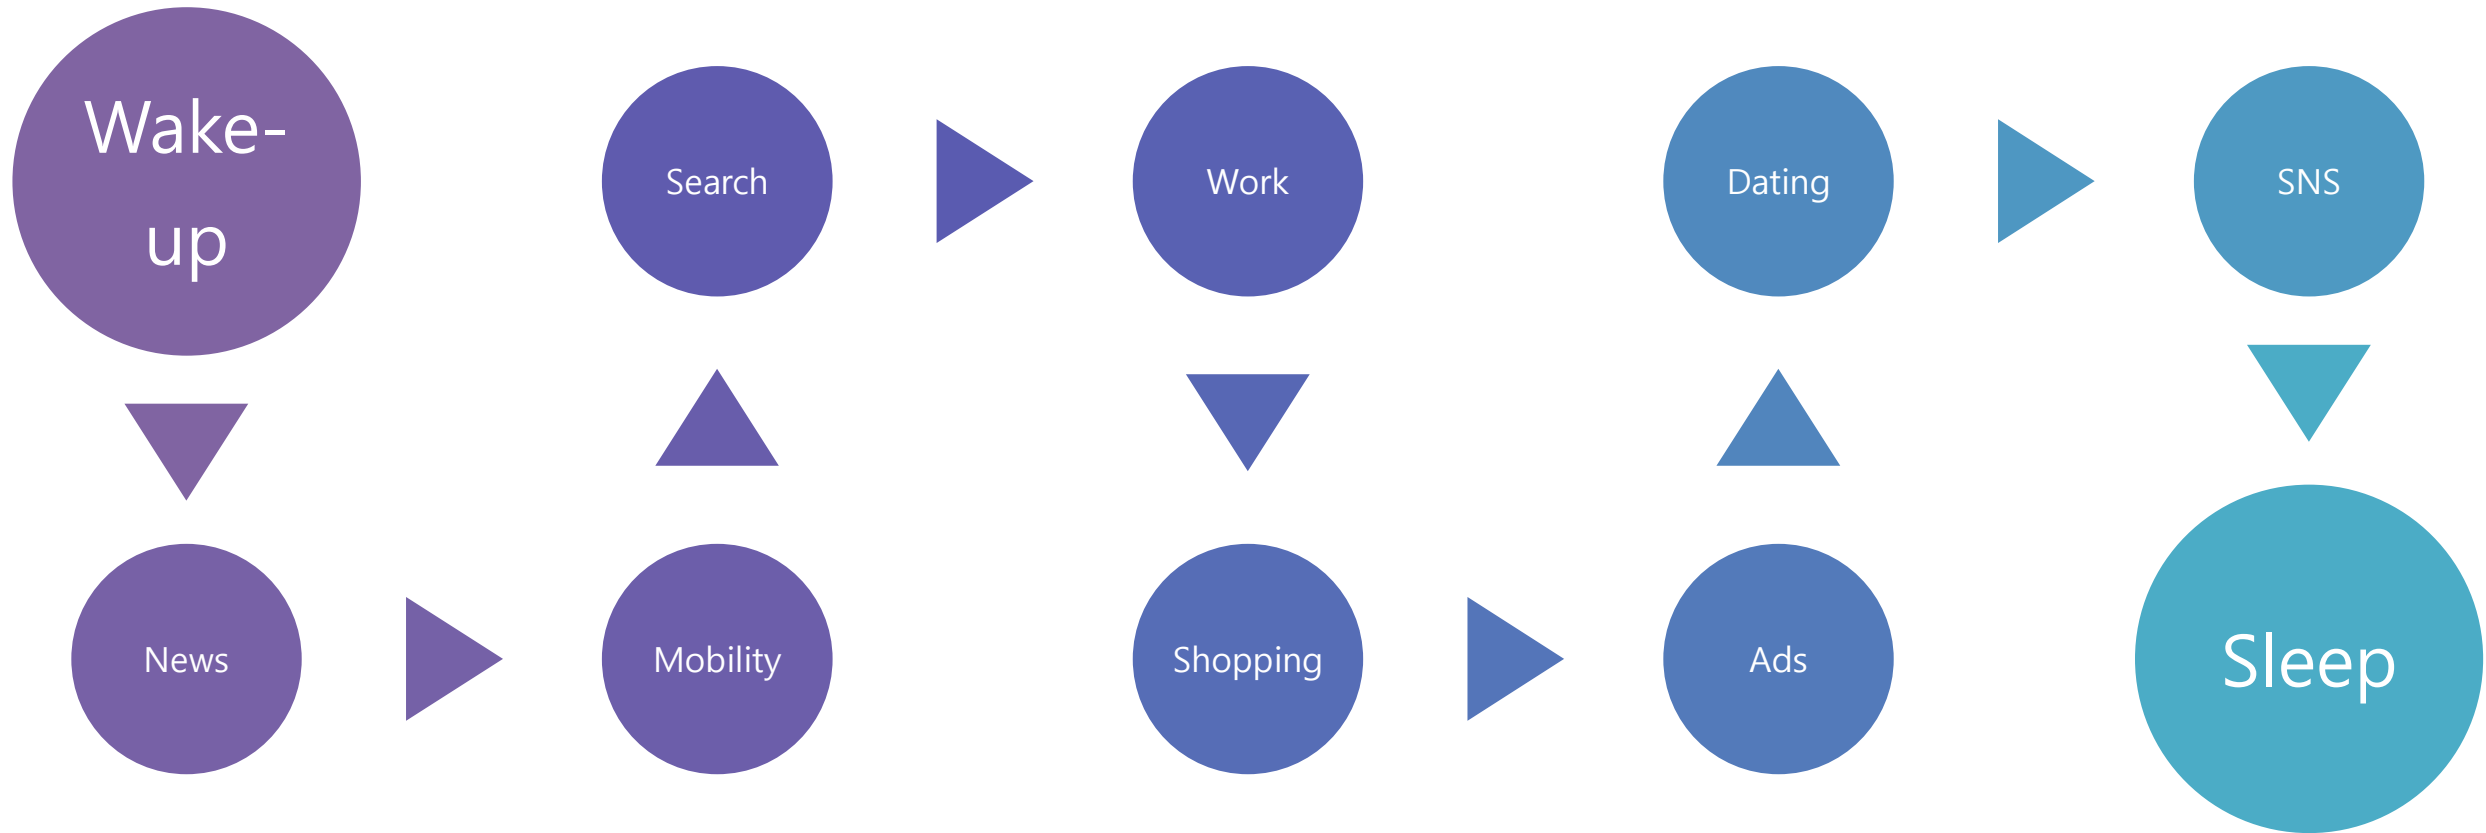 Wake-
up
News
Mobility
Search
Work
Shopping
Ads
Dating
SNS
Sleep